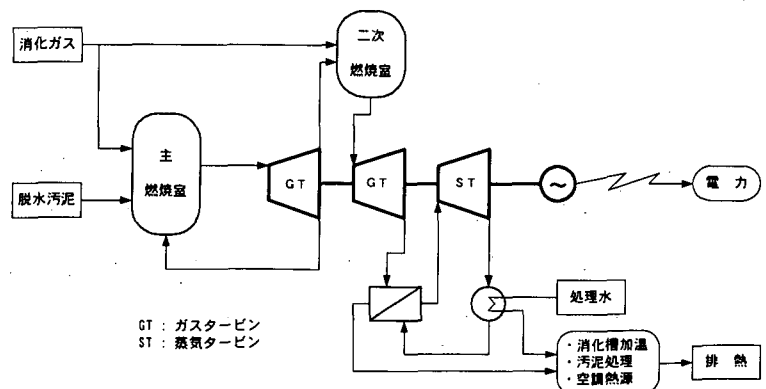 消化ガス
二次
燃焼室
主
燃焼室
脱水汚泥
GT
GT
ST
~
電 力
処理水
GT : ガスタービン
ST : 蒸気タービン
・消化槽加温
・汚泥処理
・空調熱源
排 熱